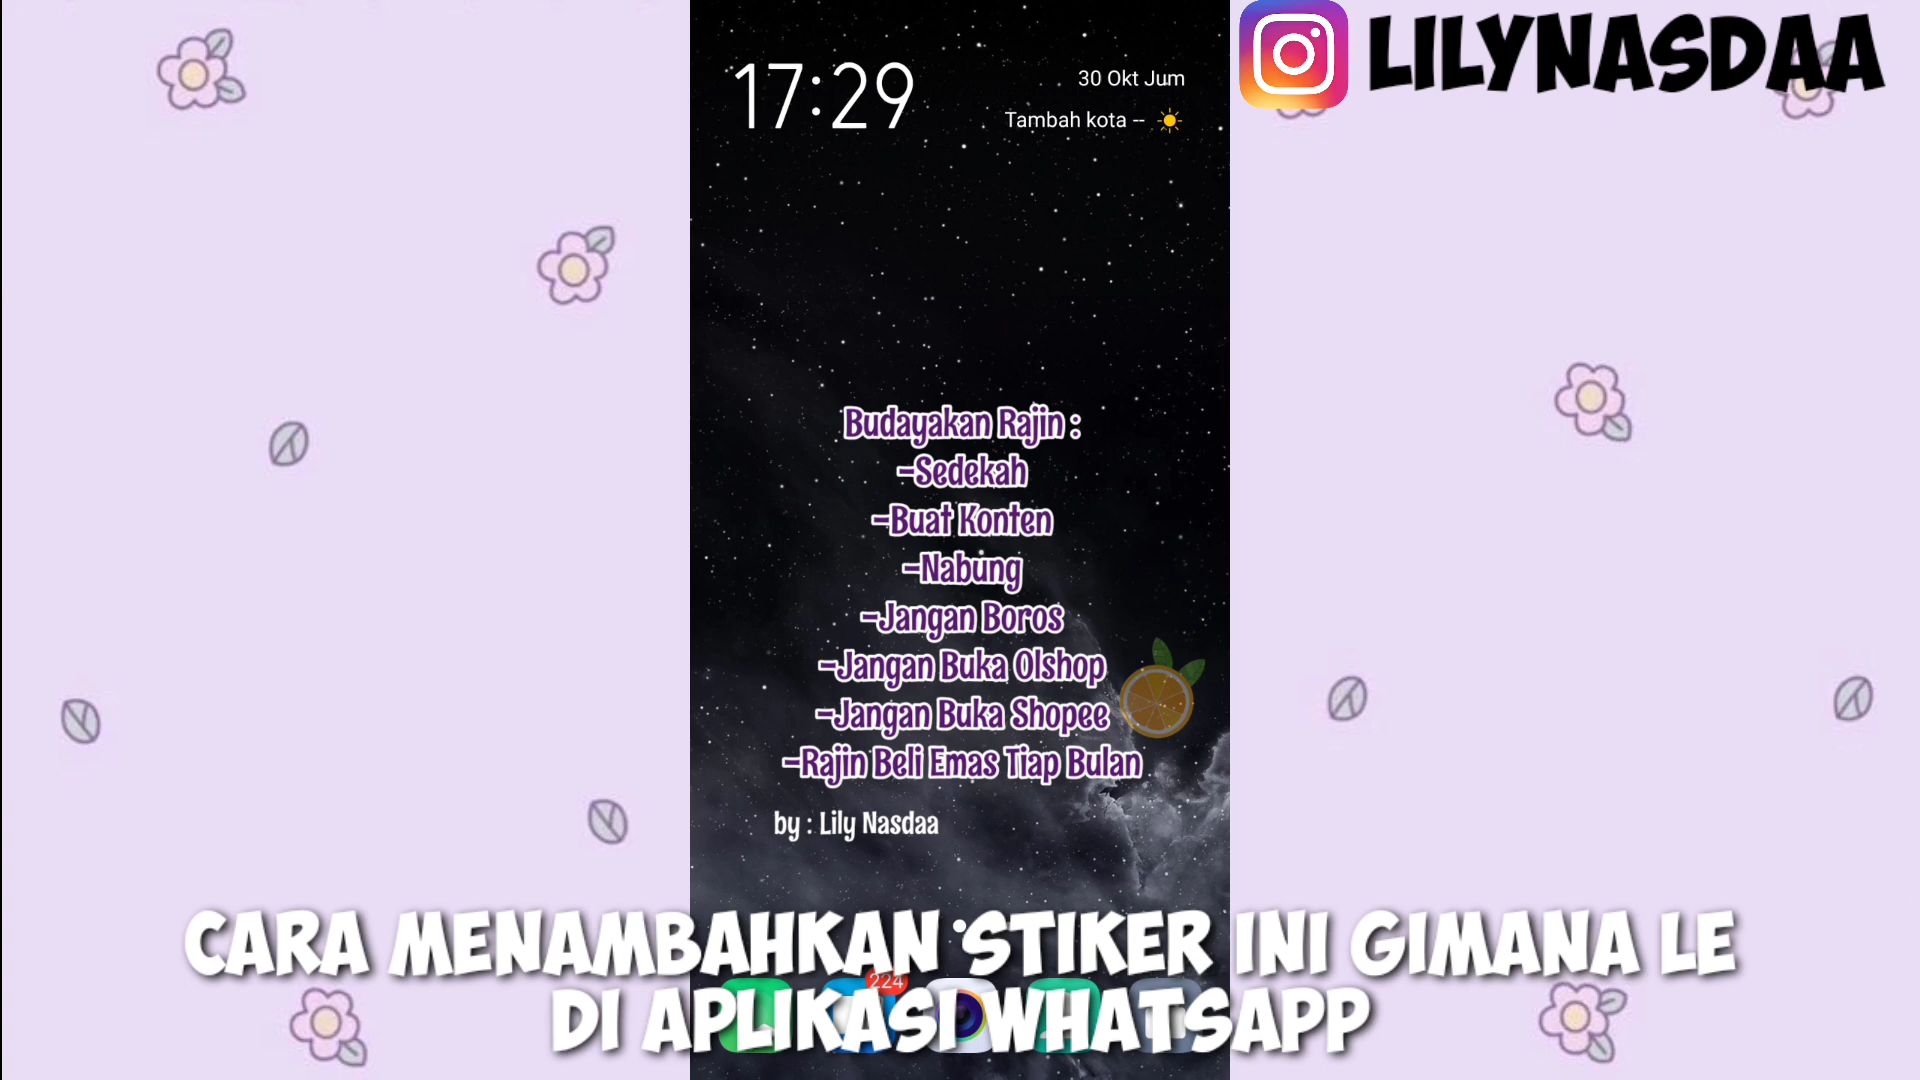 LILYNASDAA
17:29
30 Okt Jum
Tambah kota --
Budayakan Rajin :
-Sedekah
-Buat Konten
-Nabung
-Jangan Boros
-Jangan Buka Olshop
-Jangan Buka Shopee
-Rajin Beli Emas Tiap Bulan
by : Lily Nasdaa
224
CARA MENAMBAHKAN STIKER INI GIMANA LE
DI APLIKASI WHATSAPP